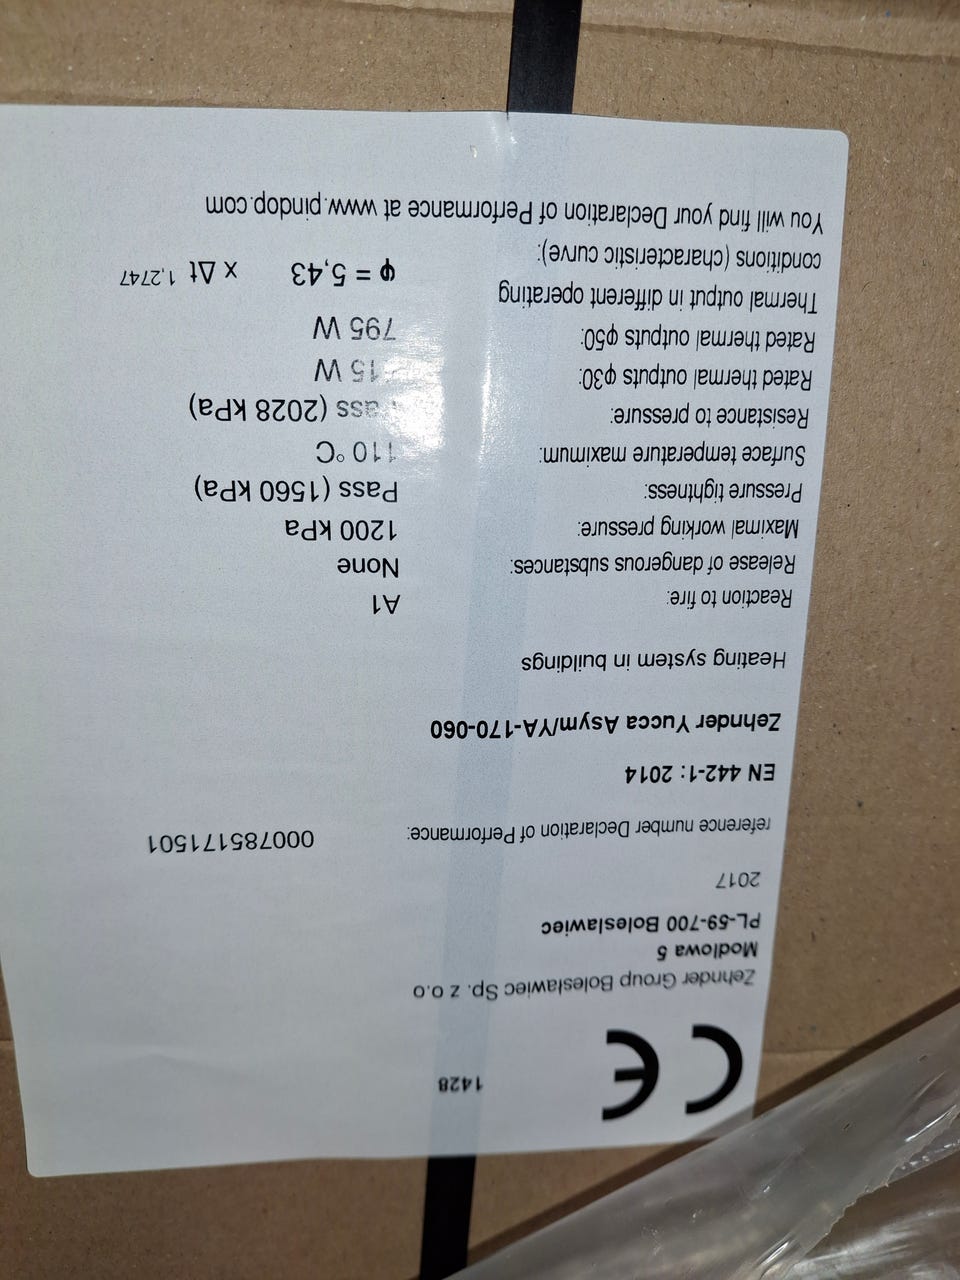 CE
1428
Zehnder Group Bolesławiec Sp. z o.o
Modlowa 5
PL-59-700 Boleslawiec
2017
reference number Declaration of Performance: 000785171501
EN 442-1: 2014
Zehnder Yucca Asym/YA-170-060
Heating system in buildings
Reaction to fire: A1
Release of dangerous substances: None
Maximal working pressure: 1200 kPa
Pressure tightness: Pass (1560 kPa)
Surface temperature maximum: 110 °C
Resistance to pressure: Pass (2028 kPa)
Rated thermal outputs φ30: W
Rated thermal outputs φ50: 795 W
Thermal output in different operating
conditions (characteristic curve): φ = 5,43 x Δt 1,2747
You will find your Declaration of Performance at www.pindop.com